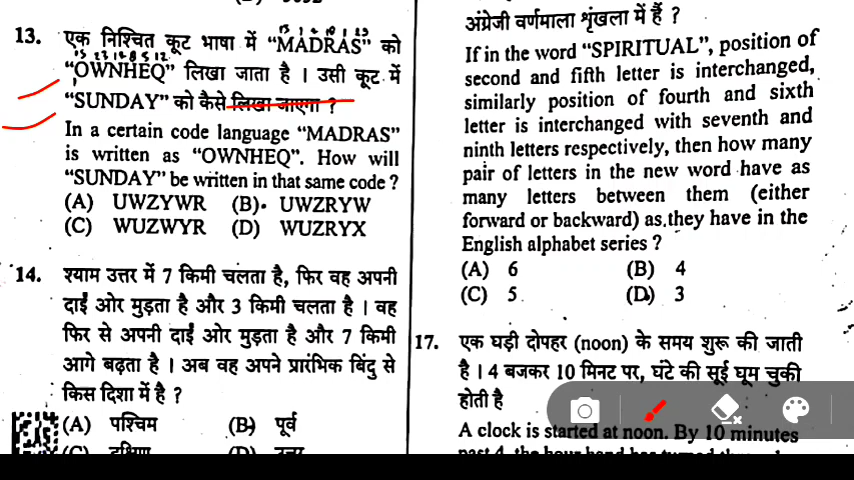 13. एक निश्चित कूट भाषा में "MADRAS" को
"OWNHEQ" लिखा जाता है । उसी कूट में
"SUNDAY" को कैसे लिखा जाएगा ?
In a certain code language "MADRAS"
is written as "OWNHEQ". How will
"SUNDAY" be written in that same code ?
(A) UWZYWR (B) UWZRYW
(C) WUZWYR (D) WUZRYX
14. श्याम उत्तर में 7 किमी चलता है, फिर वह अपनी
दाईं ओर मुड़ता है और 3 किमी चलता है । वह
फिर से अपनी दाईं ओर मुड़ता है और 7 किमी
आगे बढ़ता है । अब वह अपने प्रारंभिक बिंदु से
किस दिशा में है ?
(A) पश्चिम (B) पूर्व
अंग्रेजी वर्णमाला शृंखला में हैं ?
If in the word "SPIRITUAL", position of
second and fifth letter is interchanged,
similarly position of fourth and sixth
letter is interchanged with seventh and
ninth letters respectively, then how many
pair of letters in the new word have as
many letters between them (either
forward or backward) as they have in the
English alphabet series ?
(A) 6 (B) 4
(C) 5 (D) 3
17. एक घड़ी दोपहर (noon) के समय शुरू की जाती
है । 4 बजकर 10 मिनट पर, घंटे की सूई घूम चुकी
होती है
A clock is started at noon. By 10 minutes